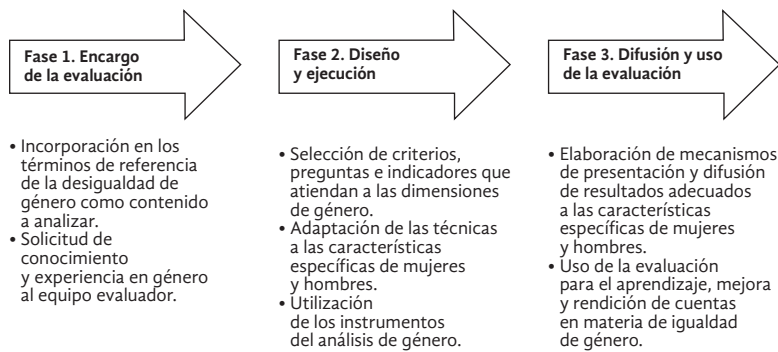 Fase 1. Encargo
de la evaluación
• Incorporación en los
términos de referencia
de la desigualdad de
género como contenido
a analizar.
• Solicitud de
conocimiento
y experiencia en género
al equipo evaluador.
Fase 2. Diseño
y ejecución
• Selección de criterios,
preguntas e indicadores que
atiendan a las dimensiones
de género.
• Adaptación de las técnicas
a las características
específicas de mujeres
y hombres.
• Utilización
de los instrumentos
del análisis de género.
Fase 3. Difusión y uso
de la evaluación
• Elaboración de mecanismos
de presentación y difusión
de resultados adecuados
a las características
específicas de mujeres
y hombres.
• Uso de la evaluación
para el aprendizaje, mejora
y rendición de cuentas
en materia de igualdad
de género.